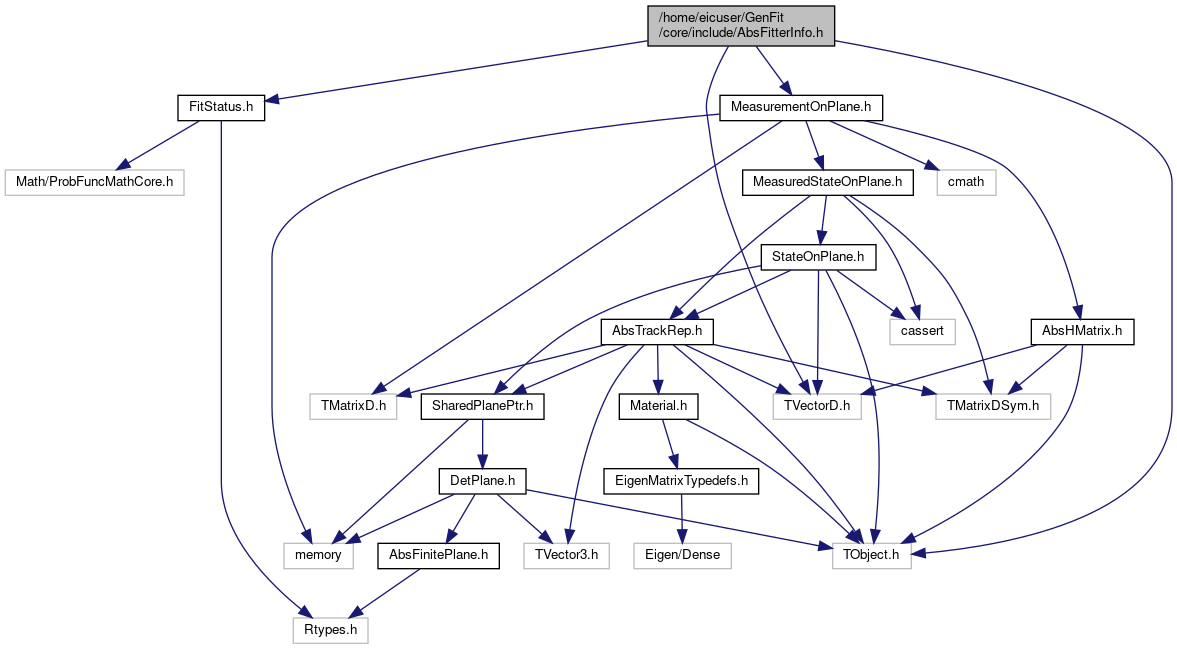 /home/eicuser/GenFit
/core/include/AbsFitterInfo.h
FitStatus.h
MeasurementOnPlane.h
Math/ProbFuncMathCore.h
MeasuredStateOnPlane.h
cmath
StateOnPlane.h
AbsTrackRep.h
cassert
AbsHMatrix.h
TMatrixD.h
SharedPlanePtr.h
Material.h
TVectorD.h
TMatrixDSym.h
DetPlane.h
EigenMatrixTypedefs.h
memory
AbsFinitePlane.h
TVector3.h
Eigen/Dense
TObject.h
Rtypes.h